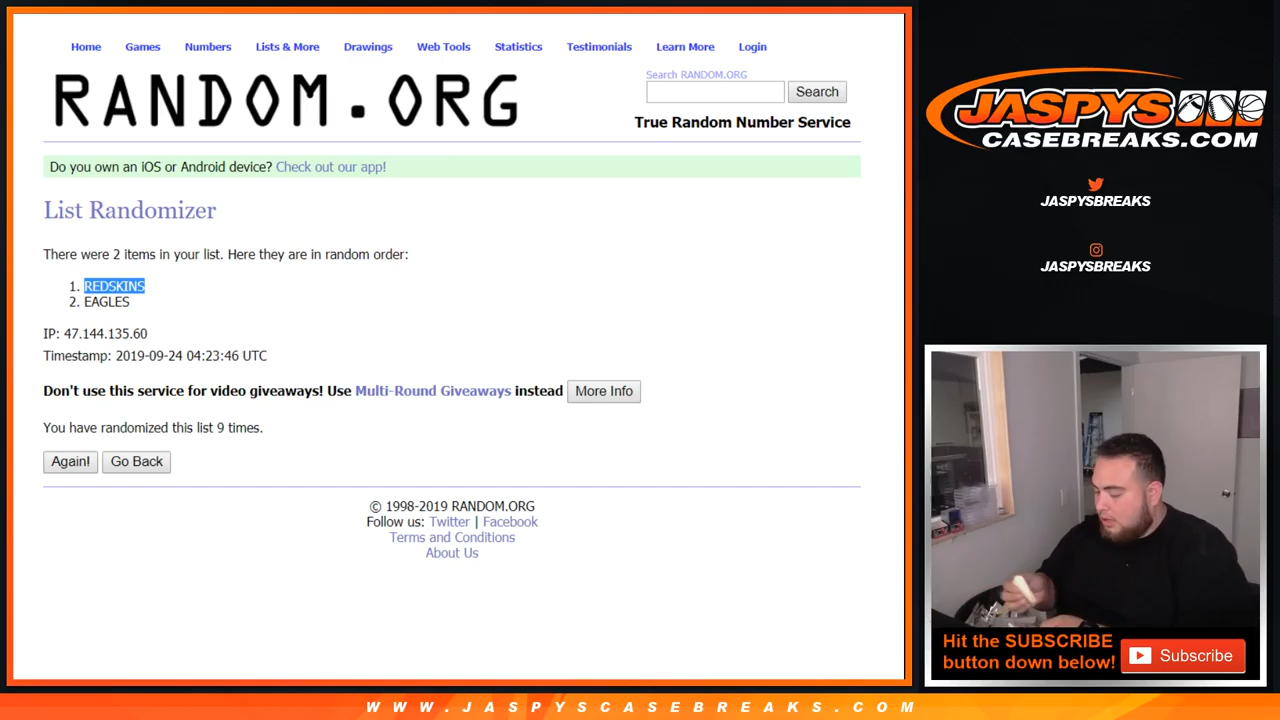 Home Games Numbers Lists & More Drawings Web Tools Statistics Testimonials Learn More Login
RANDOM.ORG
Search RANDOM.ORG
Search
True Random Number Service
Do you own an iOS or Android device? Check out our app!
List Randomizer
There were 2 items in your list. Here they are in random order:
1. REDSKINS
2. EAGLES
IP: 47.144.135.60
Timestamp: 2019-09-24 04:23:46 UTC
Don't use this service for video giveaways! Use Multi-Round Giveaways instead More Info
You have randomized this list 9 times.
Again! Go Back
© 1998-2019 RANDOM.ORG
Follow us: Twitter | Facebook
Terms and Conditions
About Us
JASPYS
CASEBREAKS.COM
JASPYSBREAKS
JASPYSBREAKS
Hit the SUBSCRIBE
button down below!
Subscribe
WWW.JASPYSCASEBREAKS.COM